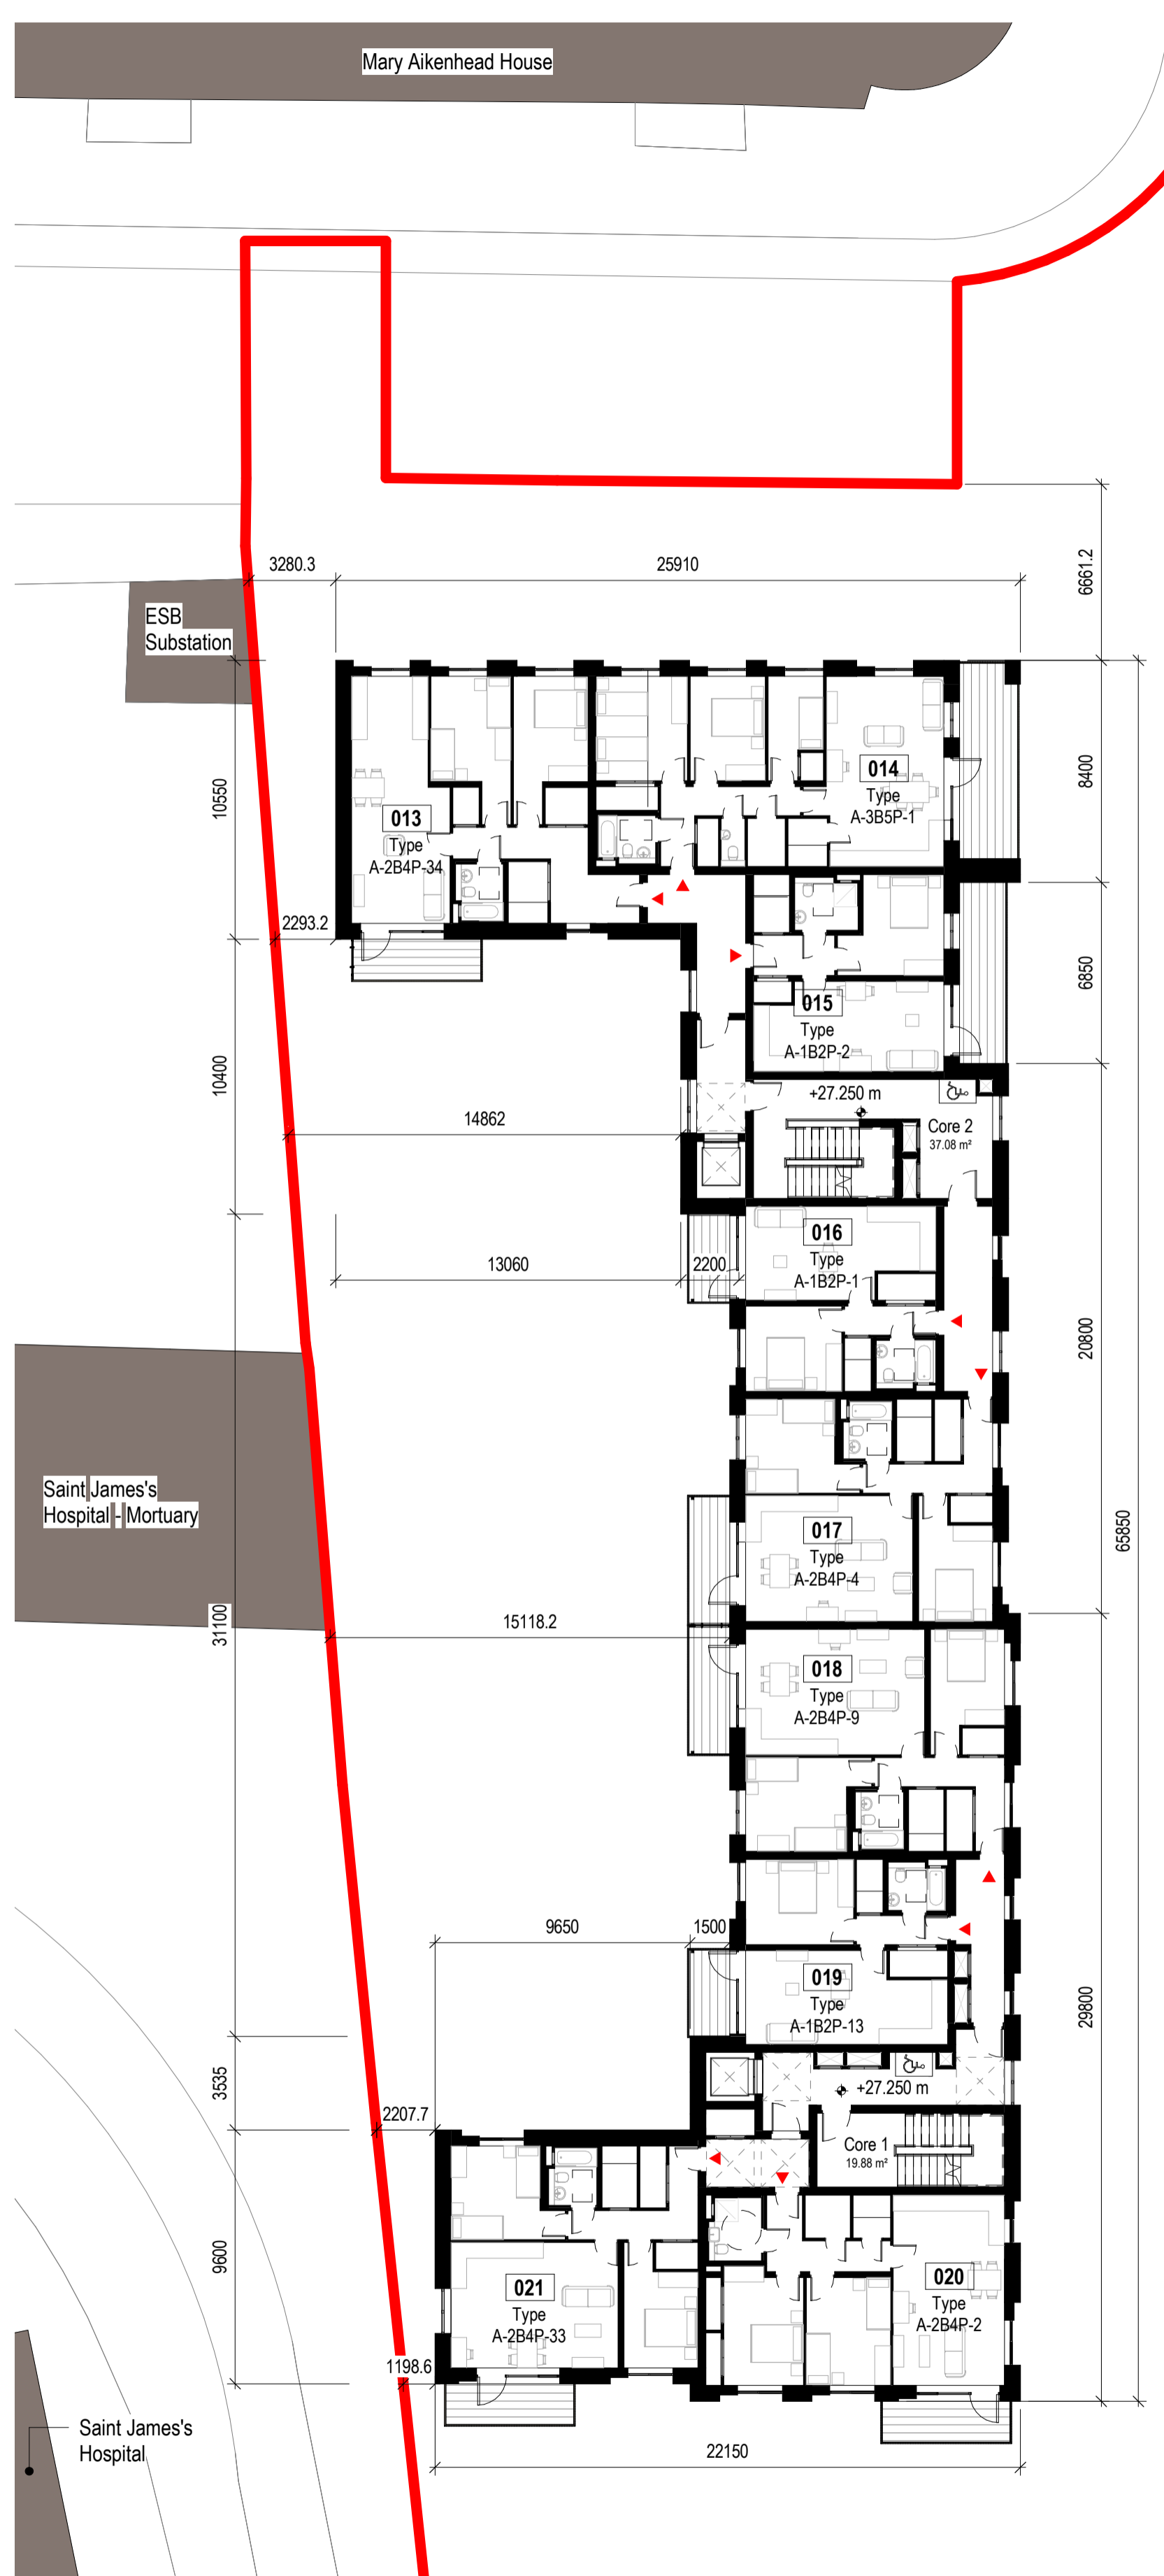 Mary Aikenhead House
3280.3
25910
6661.2
ESB
Substation
10550
8400
014
Type
A-3B5P-1
013
Type
A-2B4P-34
2293.2
6850
015
Type
A-1B2P-2
10400
+27.250 m
14862
Core 2
37.08 m²
016
Type
A-1B2P-1
13060
2200
20800
Saint James's
Hospital - Mortuary
017
Type
A-2B4P-4
65850
31100
15118.2
018
Type
A-2B4P-9
9650
1500
019
Type
A-1B2P-13
29800
3535
+27.250 m
2207.7
Core 1
19.88 m²
9600
021
Type
A-2B4P-33
020
Type
A-2B4P-2
1198.6
Saint James's
Hospital
22150